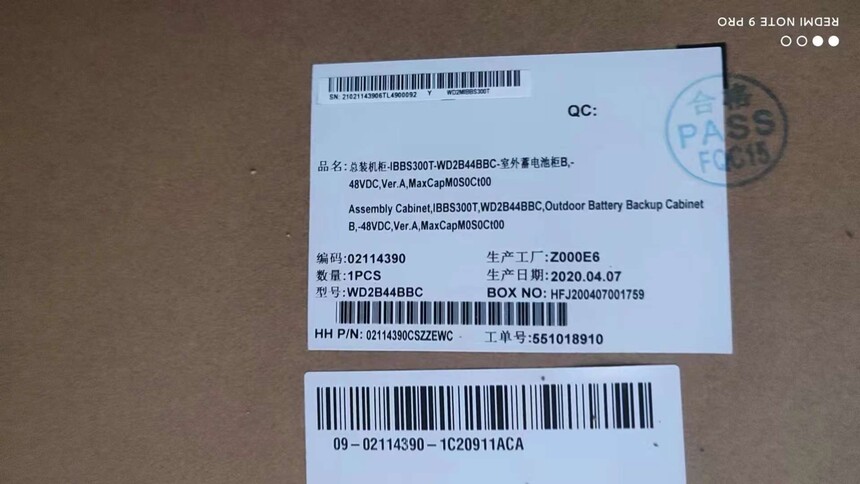 REDMI NOTE 9 PRO
SN: 21021143906TL4900092 Y WD2MIBBS300T
QC:
合格
PASS
FQC15
品名: 总装机柜-IBBS300T-WD2B44BBC-室外蓄电池柜B,-
48VDC,Ver.A,MaxCapM0S0Ct00
Assembly Cabinet,IBBS300T,WD2B44BBC,Outdoor Battery Backup Cabinet
B,-48VDC,Ver.A,MaxCapM0S0Ct00
编码:02114390 生产工厂:Z000E6
数量:1PCS 生产日期:2020.04.07
型号:WD2B44BBC BOX NO: HFJ200407001759
HH P/N: 02114390CSZZEWC 工单号:551018910
09-02114390-1C20911ACA